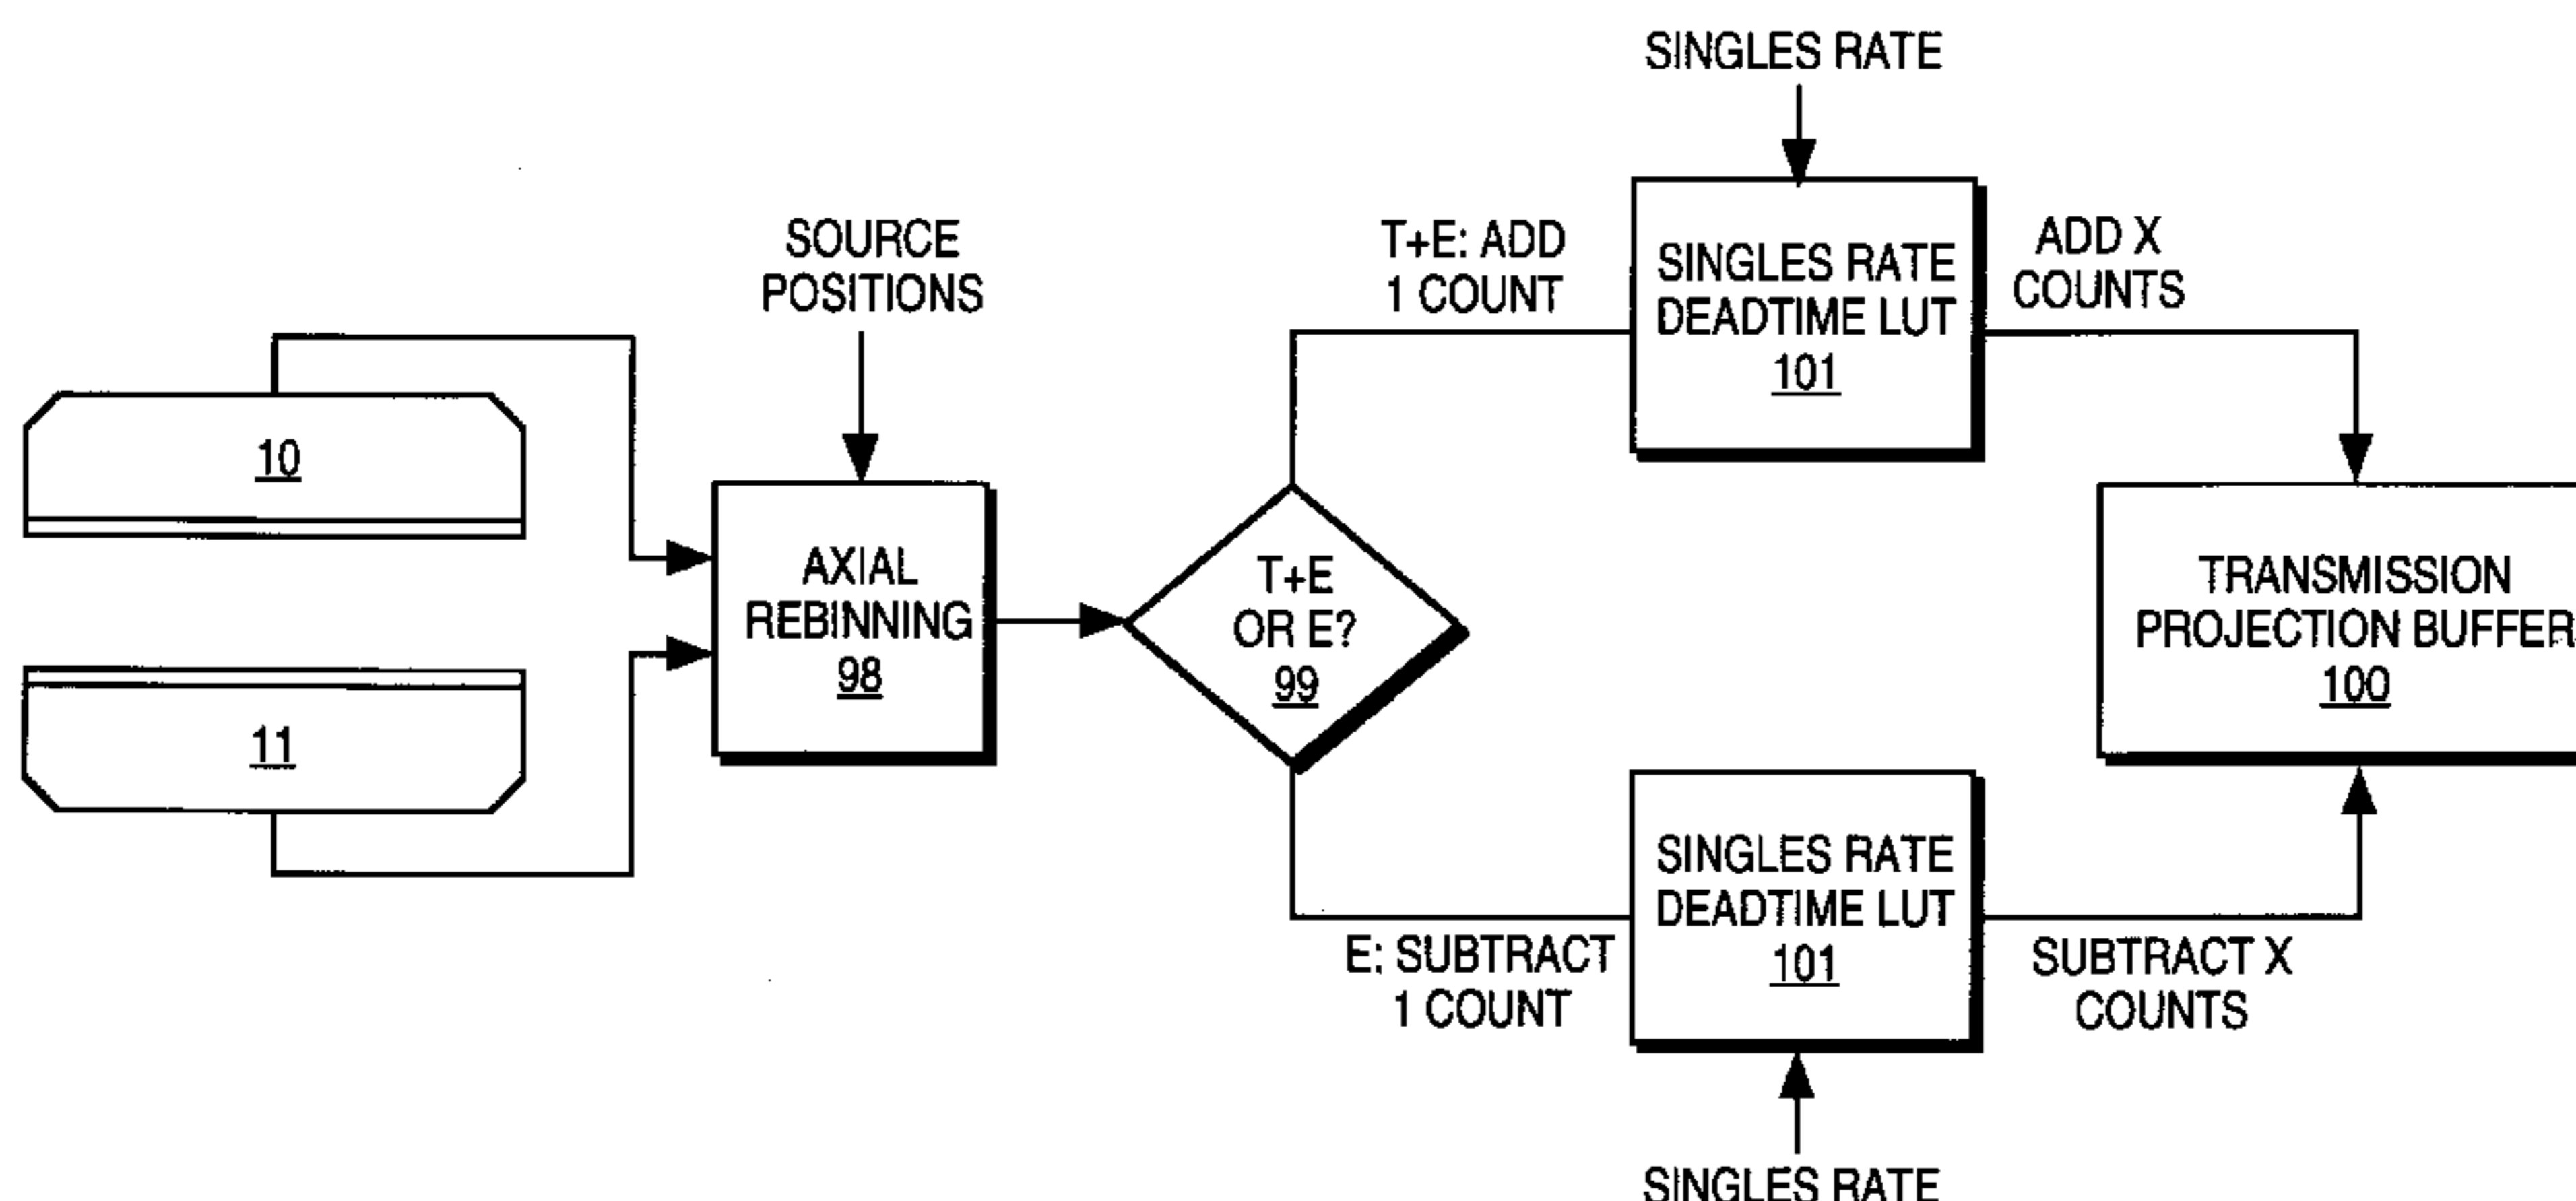 SINGLES RATE
SOURCE
POSITIONS
T+E: ADD
1 COUNT
SINGLES RATE
DEADTIME LUT
101
ADD X
COUNTS
10
11
AXIAL
REBINNING
98
T+E
OR E?
99
TRANSMISSION
PROJECTION BUFFER
100
E: SUBTRACT
1 COUNT
SINGLES RATE
DEADTIME LUT
101
SUBTRACT X
COUNTS
SINGLES RATE